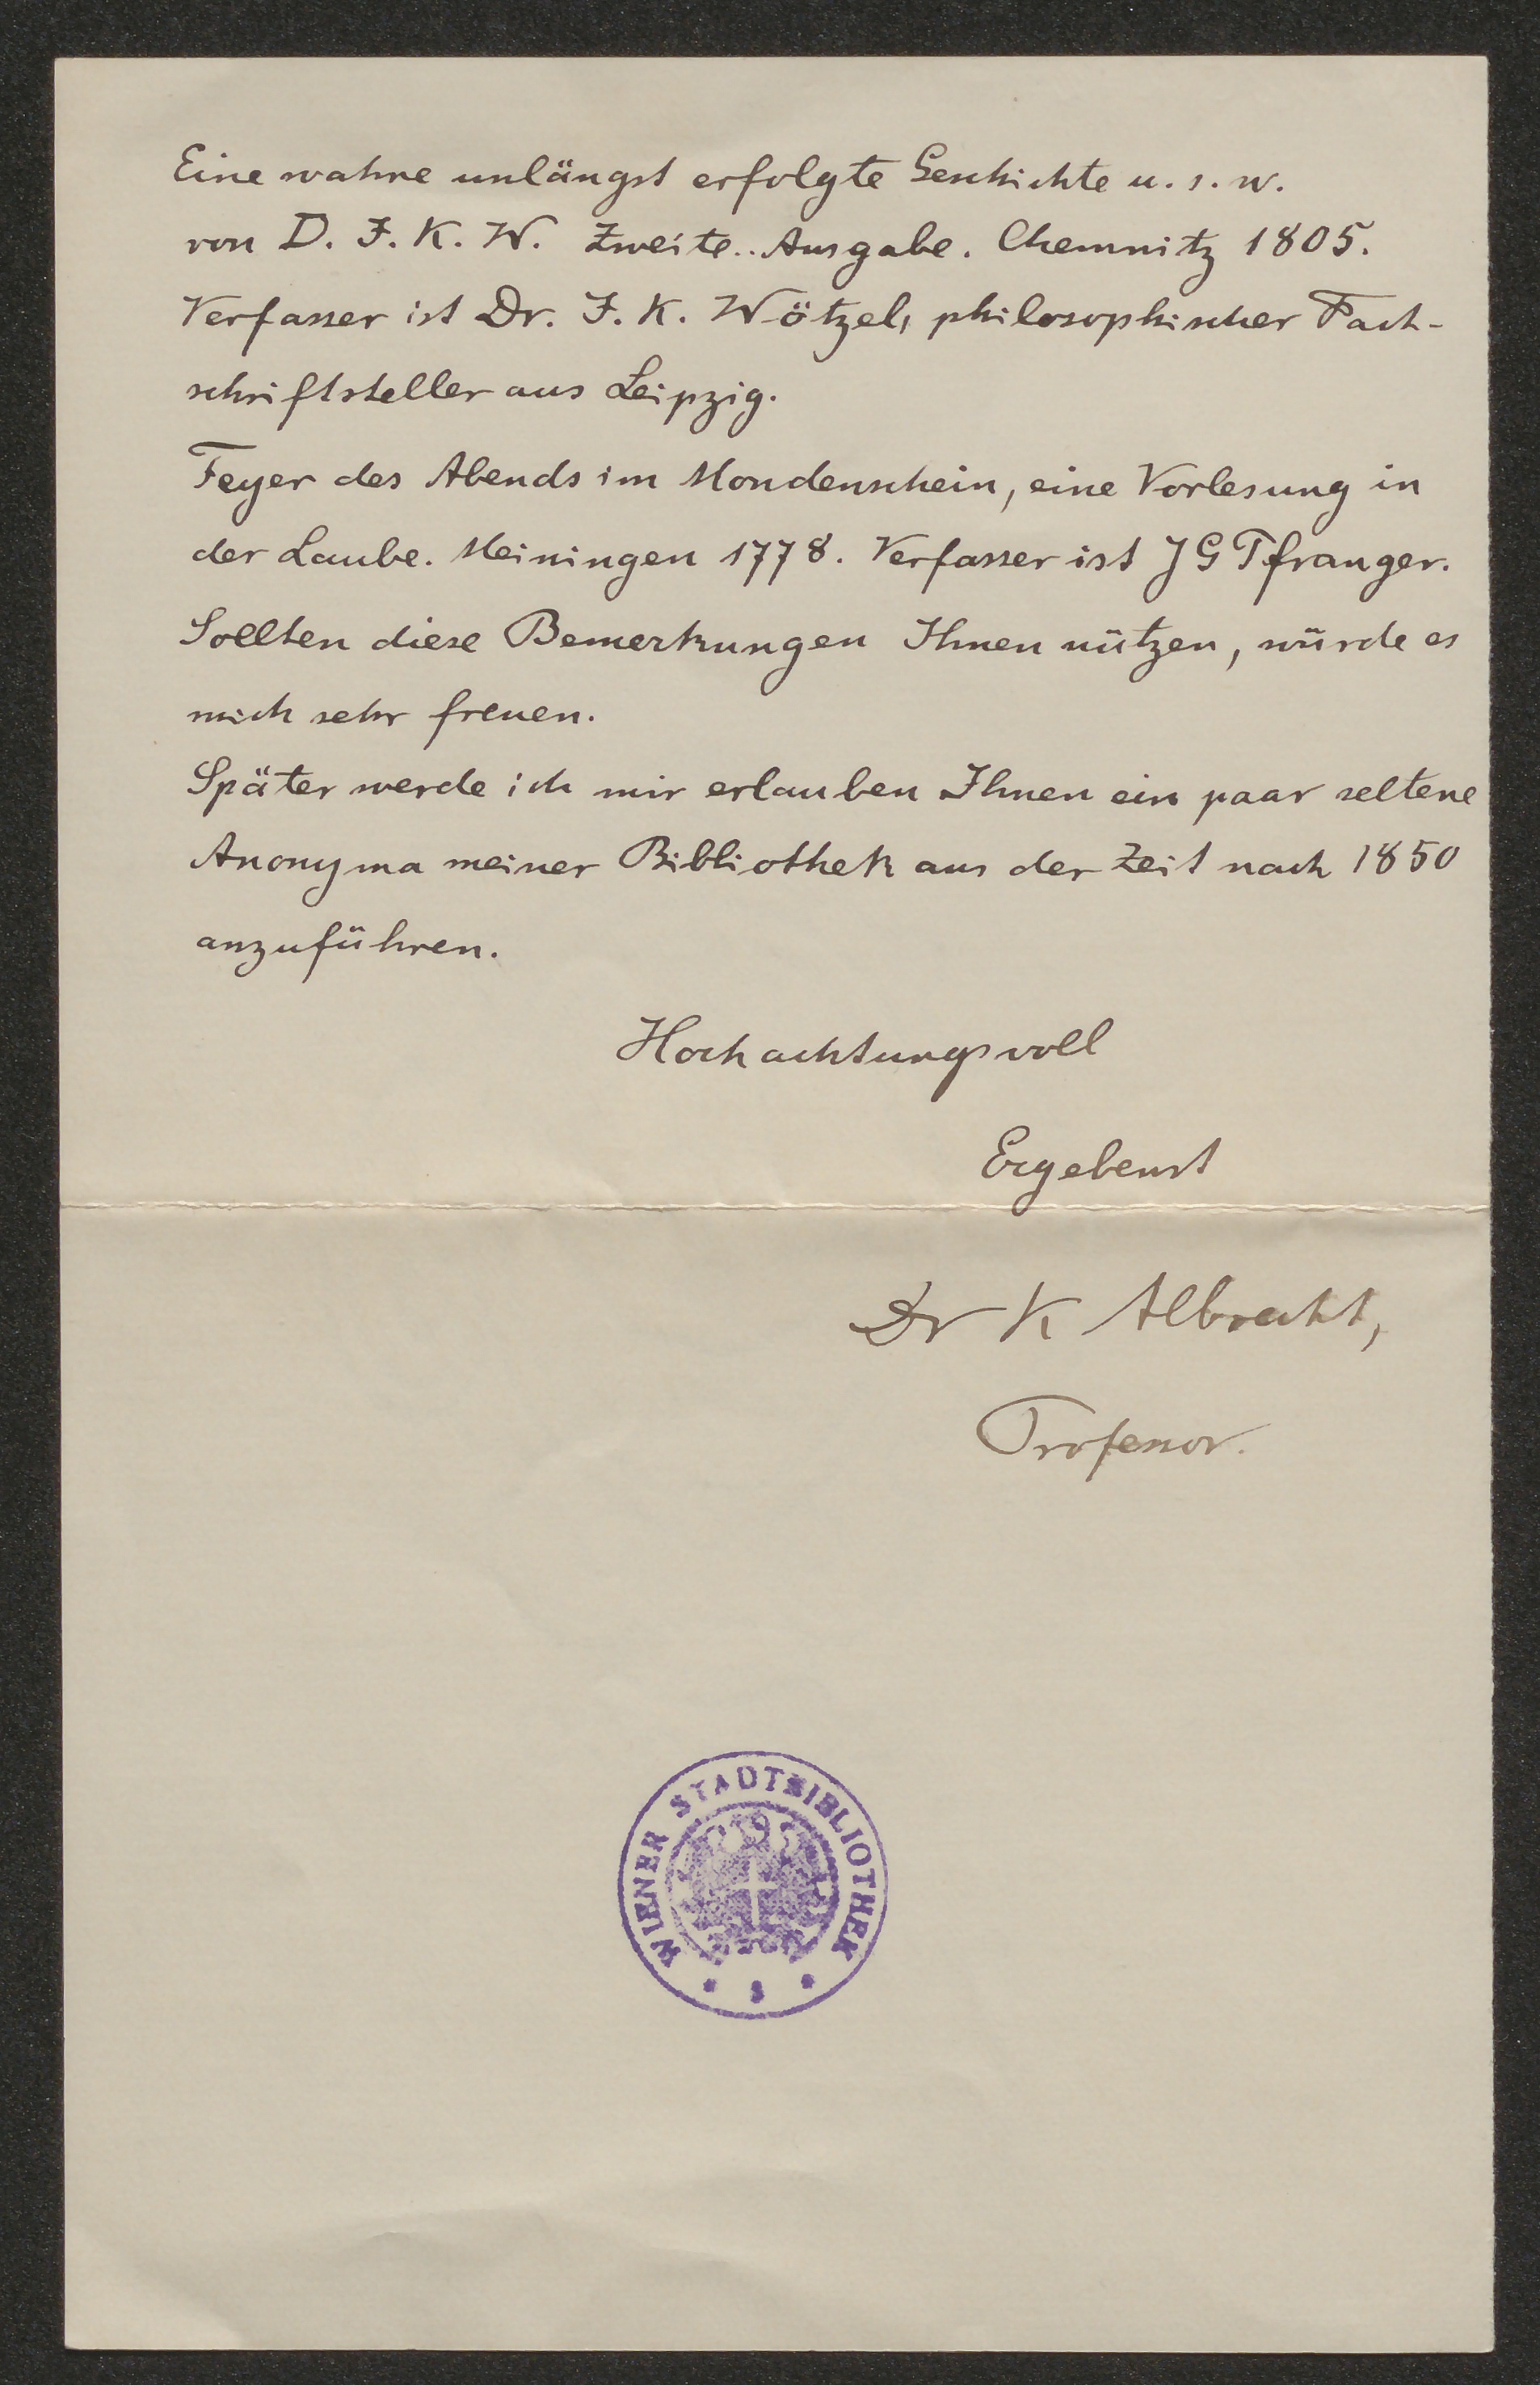 Eine wahre unlängst erfolgte Geschichte u. s. w.
von D. J. K. W. Zweite.. Ausgabe. Chemnitz 1805.
Verfasser ist Dr. J. K. Wötzel, philosophischer Fach-
schriftsteller aus Leipzig.
Feyer des Abends im Mondenschein, eine Vorlesung in
der Laube. Meiningen 1778. Verfasser ist J G Pfranger.
Sollten diese Bemerkungen Ihnen nützen, würde es
mich sehr freuen.
Später werde ich mir erlauben Ihnen ein paar seltene
Anonyma meiner Bibliothek aus der Zeit nach 1850
anzuführen.
Hochachtungsvoll
Ergebenst
Dr K Albrecht,
Professor.
WIENER STADTBIBLIOTHEK